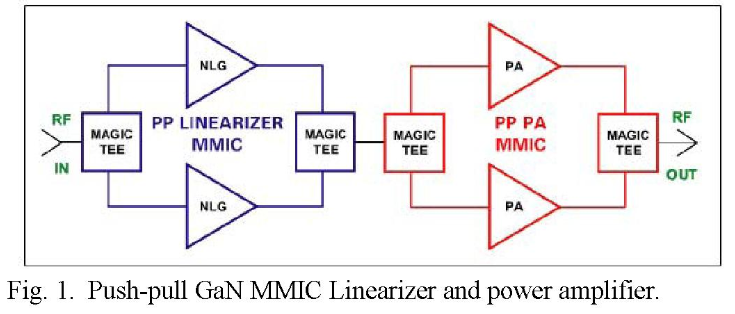 NLG
PA
RF
IN
MAGIC
TEE
PP LINEARIZER
MMIC
MAGIC
TEE
MAGIC
TEE
PP PA
MMIC
MAGIC
TEE
RF
OUT
NLG
PA
Fig. 1. Push-pull GaN MMIC Linearizer and power amplifier.